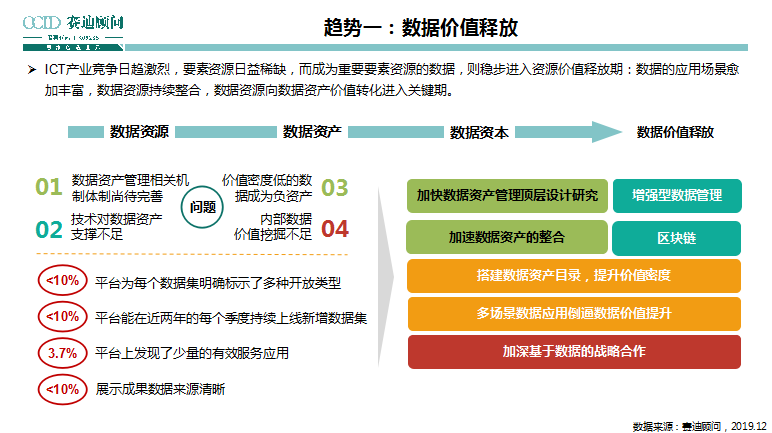 CCID 赛迪顾问
趋势一：数据价值释放
ICT产业竞争日趋激烈，要素资源日益稀缺，而成为重要要素资源的数据，则稳步进入资源价值释放期：数据的应用场景愈
加丰富，数据资源持续整合，数据资源向数据资产价值转化进入关键期。
数据资源
数据资产
数据资本
数据价值释放
01
数据资产管理相关机
制体制尚待完善
02
技术对数据资产
支撑不足
问题
价值密度低的数
据成为负资产
03
内部数据
价值挖掘不足
04
<10%
平台为每个数据集明确标示了多种开放类型
<10%
平台能在近两年的每个季度持续上线新增数据集
3.7%
平台上发现了少量的有效服务应用
<10%
展示成果数据来源清晰
加快数据资产管理顶层设计研究
增强型数据管理
加速数据资产的整合
区块链
搭建数据资产目录，提升价值密度
多场景数据应用倒逼数据价值提升
加深基于数据的战略合作
数据来源：赛迪顾问，2019.12